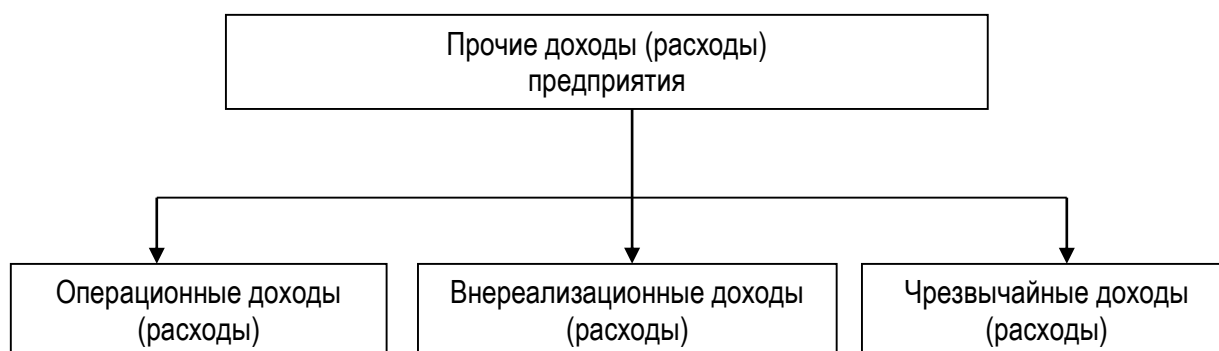 Прочие доходы (расходы)
предприятия
Операционные доходы
(расходы)
Внереализационные доходы
(расходы)
Чрезвычайные доходы
(расходы)